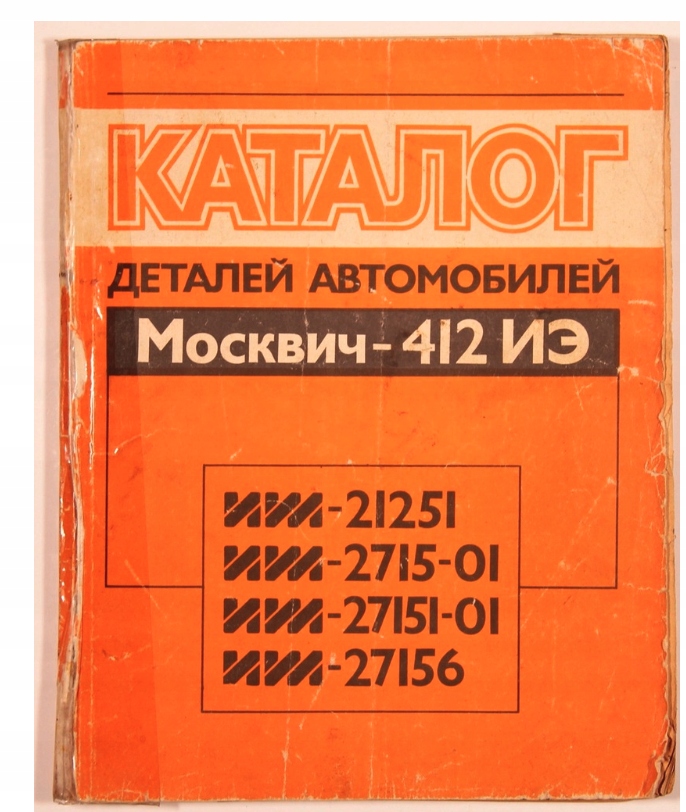 КАТАЛОГ
ДЕТАЛЕЙ АВТОМОБИЛЕЙ
Москвич-412 ИЭ
ИЖ-21251
ИЖ-2715-01
ИЖ-27151-01
ИЖ-27156